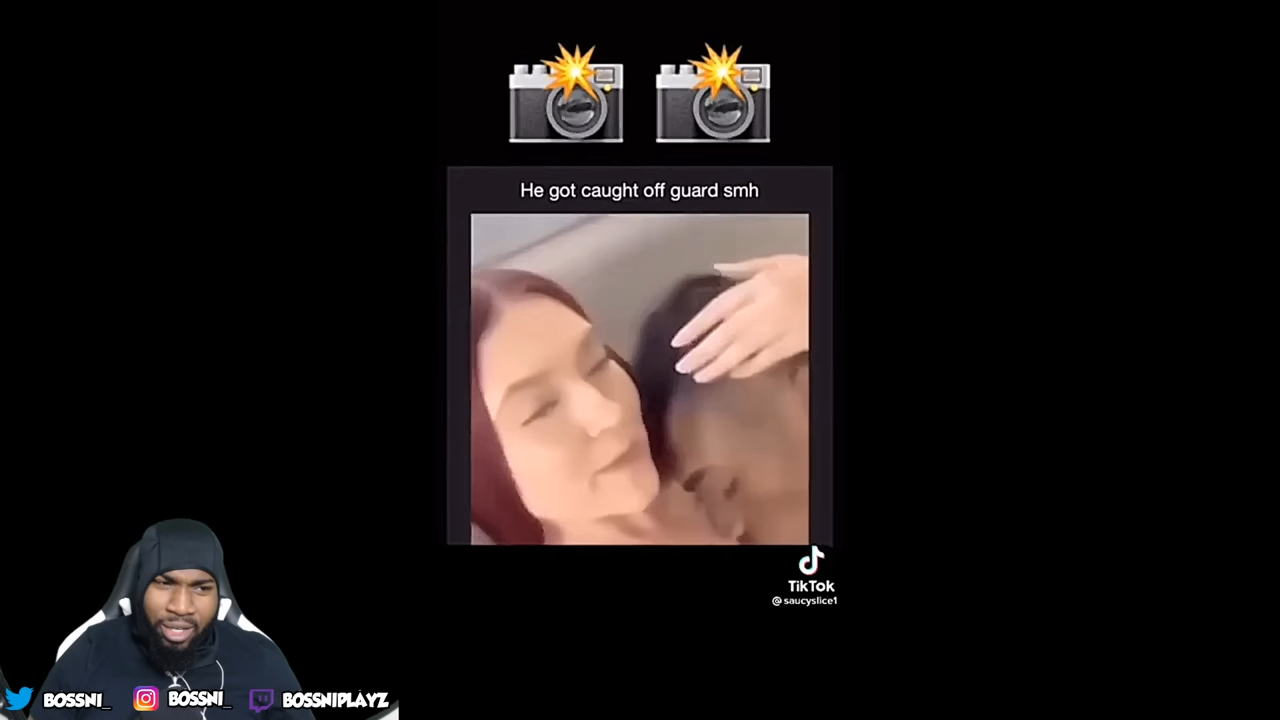 He got caught off guard smh
TikTok
@saucyslice1
BOSSNI_
BOSSNI_
BOSSNIPLAYZ